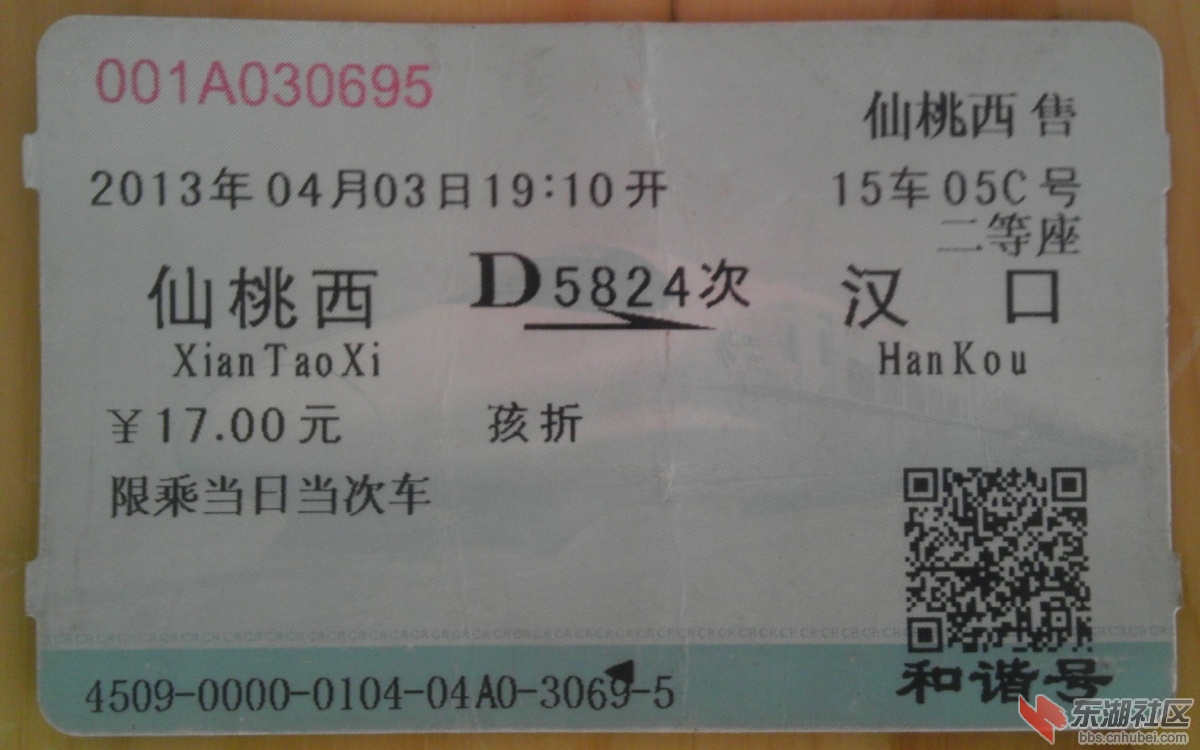 001A030695
仙桃西 售
2013年04月03日19:10开
15车05C号
二等座
仙桃西
D5824次
汉 口
XianTaoXi
HanKou
￥17.00元
孩折
限乘当日当次车
4509-0000-0104-04A0-3069-5
和谐号
东湖社区
bbs.cnhubei.com